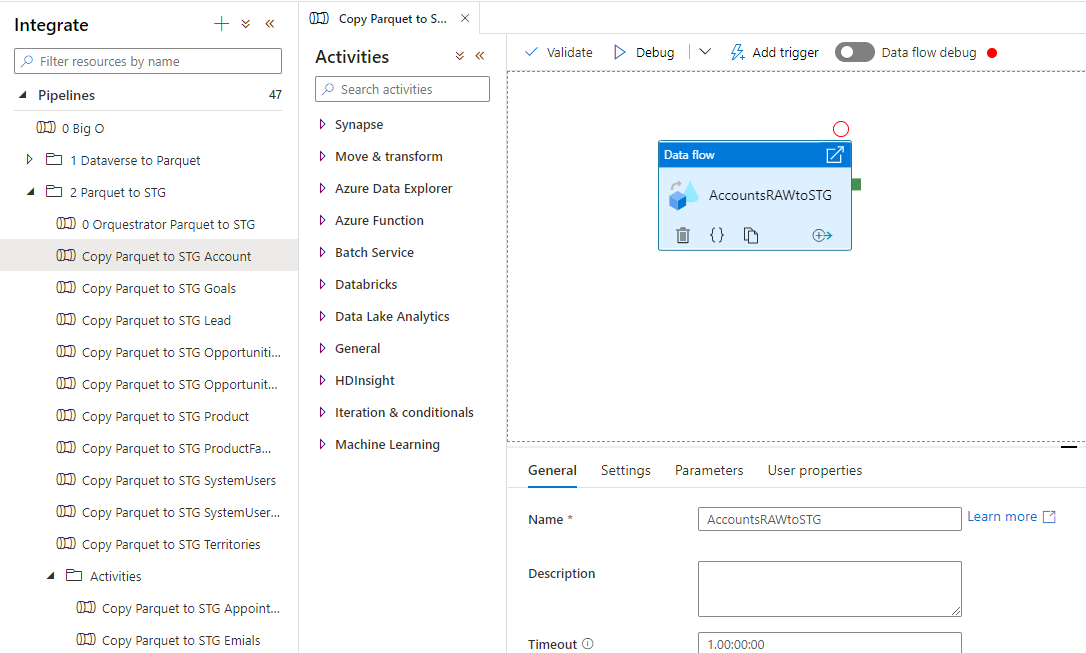 Integrate
Filter resources by name
Pipelines 47
0 Big O
1 Dataverse to Parquet
2 Parquet to STG
0 Orquestrator Parquet to STG
Copy Parquet to STG Account
Copy Parquet to STG Goals
Copy Parquet to STG Lead
Copy Parquet to STG Opportuniti...
Copy Parquet to STG Opportunit...
Copy Parquet to STG Product
Copy Parquet to STG ProductFa...
Copy Parquet to STG SystemUsers
Copy Parquet to STG SystemUser...
Copy Parquet to STG Territories
Activities
Copy Parquet to STG Appoint...
Copy Parquet to STG Emials
Copy Parquet to ST...
Activities
Search activities
Synapse
Move & transform
Azure Data Explorer
Azure Function
Batch Service
Databricks
Data Lake Analytics
General
HDInsight
Iteration & conditionals
Machine Learning
Validate Debug Add trigger Data flow debug
Data flow
AccountsRAWtoSTG
General Settings Parameters User properties
Name * AccountsRAWtoSTG Learn more
Description
Timeout 1.00:00:00